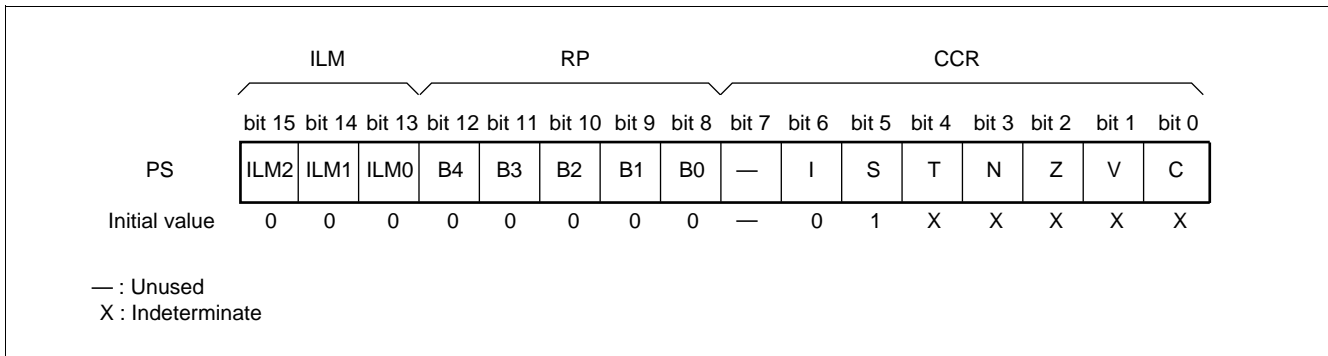 ILM RP CCR
bit 15 bit 14 bit 13 bit 12 bit 11 bit 10 bit 9 bit 8 bit 7 bit 6 bit 5 bit 4 bit 3 bit 2 bit 1 bit 0
PS ILM2 ILM1 ILM0 B4 B3 B2 B1 B0 — I S T N Z V C
Initial value 0 0 0 0 0 0 0 0 — 0 1 X X X X X
— : Unused
X : Indeterminate